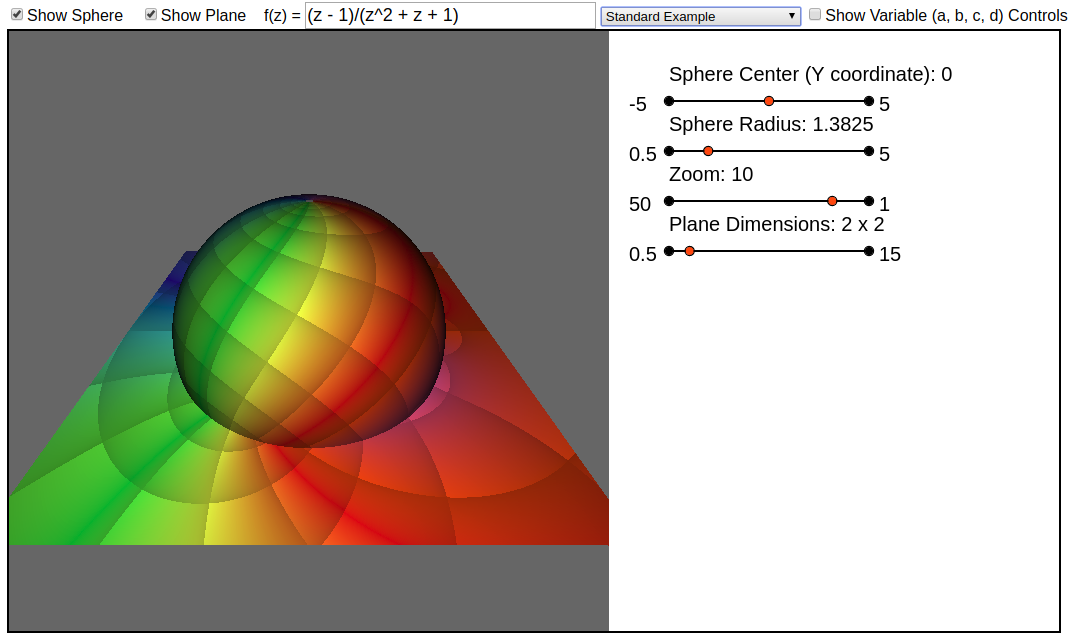 Show Sphere Show Plane f(z) = (z - 1)/(z^2 + z + 1) Standard Example Show Variable (a, b, c, d) Controls
Sphere Center (Y coordinate): 0
-5 5
Sphere Radius: 1.3825
0.5 5
Zoom: 10
50 1
Plane Dimensions: 2 x 2
0.5 15